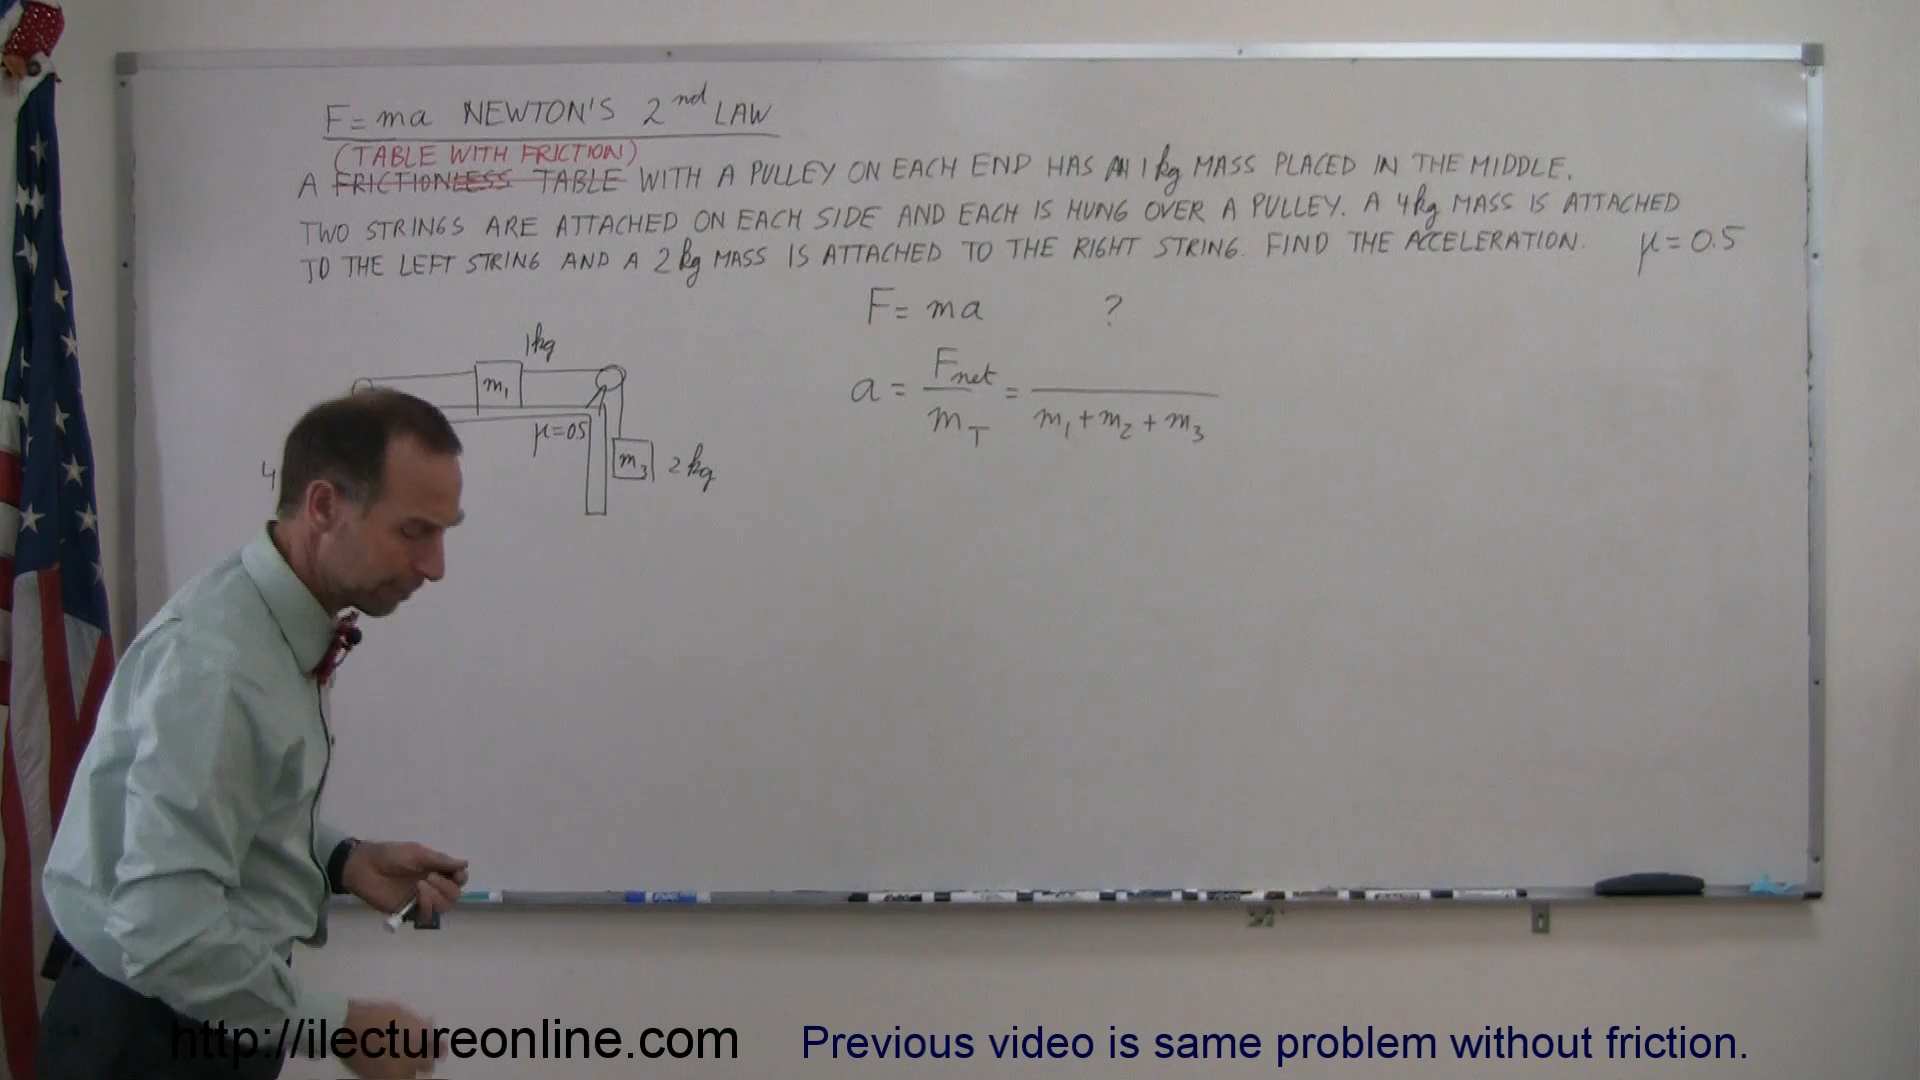 F = ma NEWTON'S 2nd LAW
(TABLE WITH FRICTION)
A FRICTIONLESS TABLE WITH A PULLEY ON EACH END HAS AN 1 kg MASS PLACED IN THE MIDDLE.
TWO STRINGS ARE ATTACHED ON EACH SIDE AND EACH IS HUNG OVER A PULLEY. A 4 kg MASS IS ATTACHED
TO THE LEFT STRING AND A 2 kg MASS IS ATTACHED TO THE RIGHT STRING. FIND THE ACCELERATION. μ = 0.5
F = ma ?
1 kg
m1
a = Fnet / mT = / m1 + m2 + m3
μ = 0.5
m3 2 kg
4
EXPO
http://ilectureonline.com
Previous video is same problem without friction.